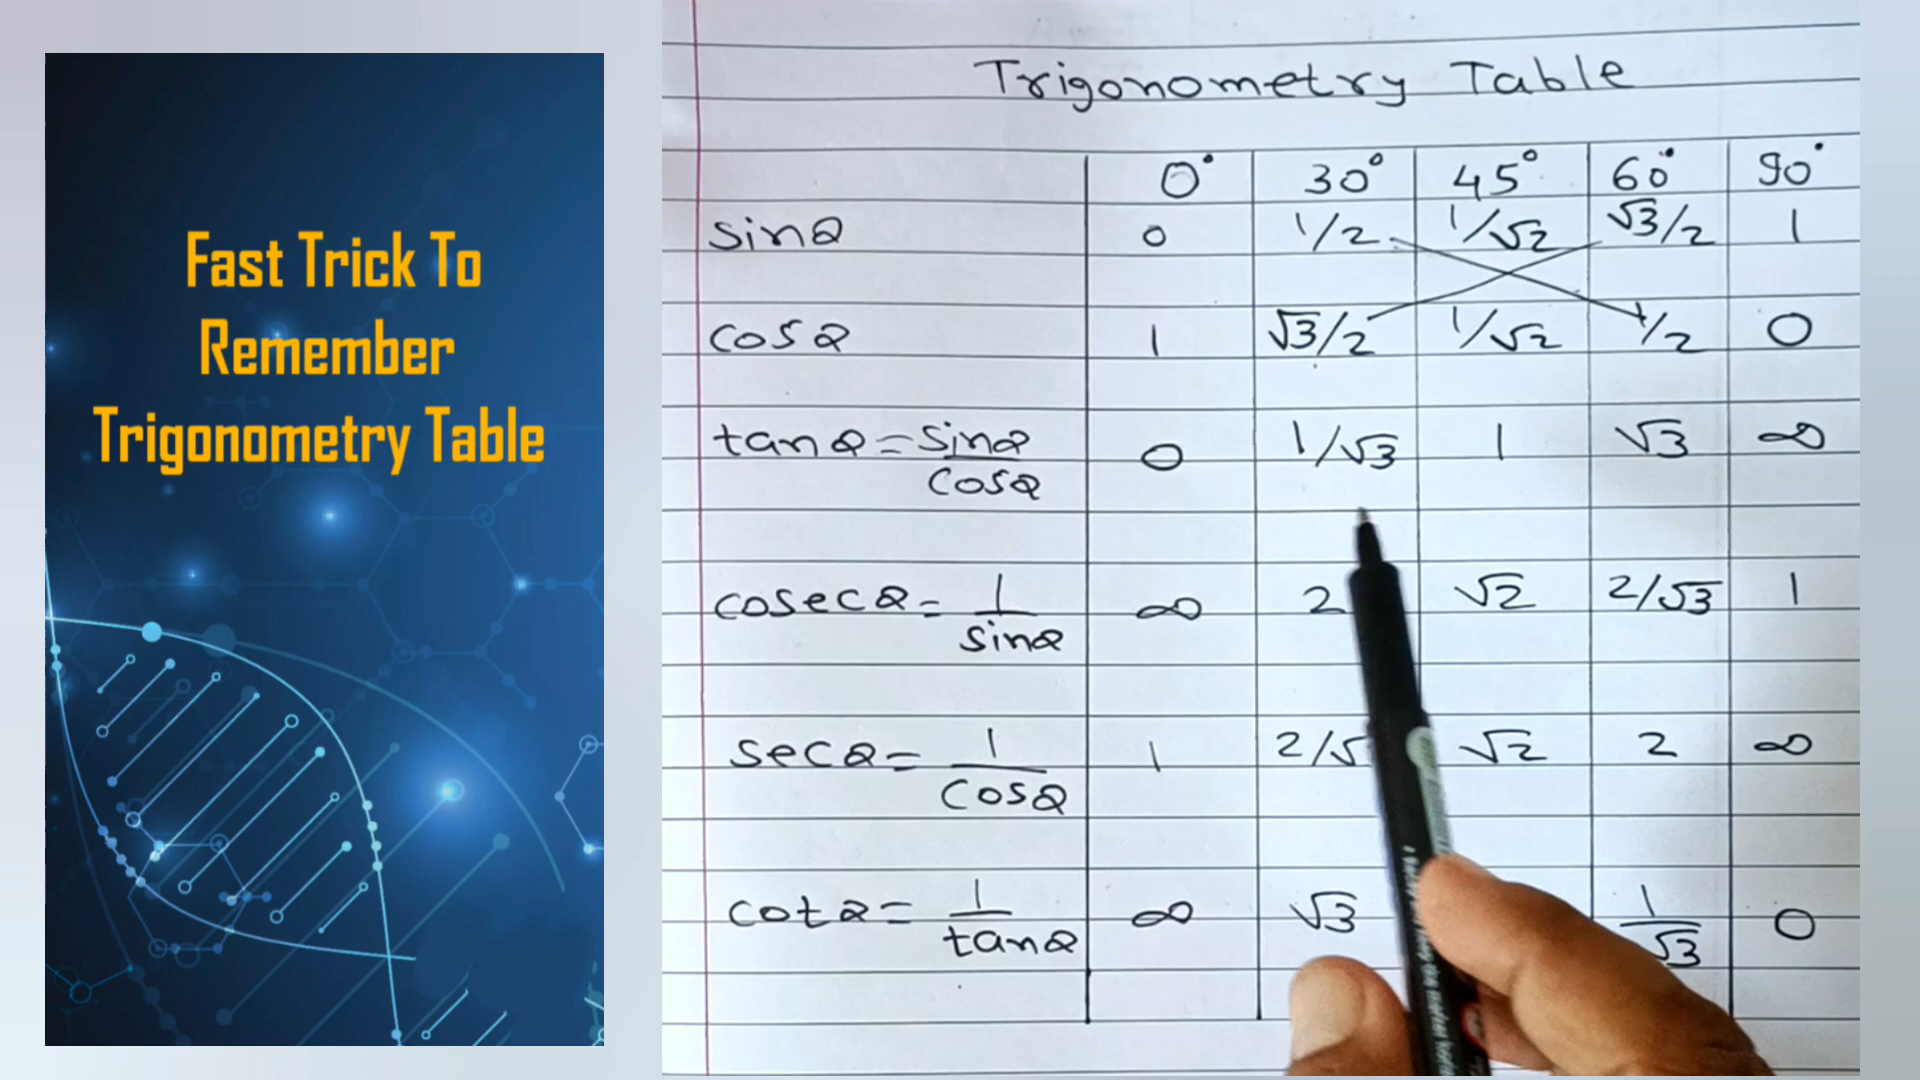 Fast Trick To
Remember
Trigonometry Table
Trigonometry Table
0° 30° 45° 60° 90°
sinθ 0 1/2 1/√2 √3/2 1
cosθ 1 √3/2 1/√2 1/2 0
tanθ = sinθ/cosθ 0 1/√3 1 √3 ∞
cosecθ = 1/sinθ ∞ 2 √2 2/√3 1
secθ = 1/cosθ 1 2/√ √2 2 ∞
cotθ = 1/tanθ ∞ √3 1/√3 0